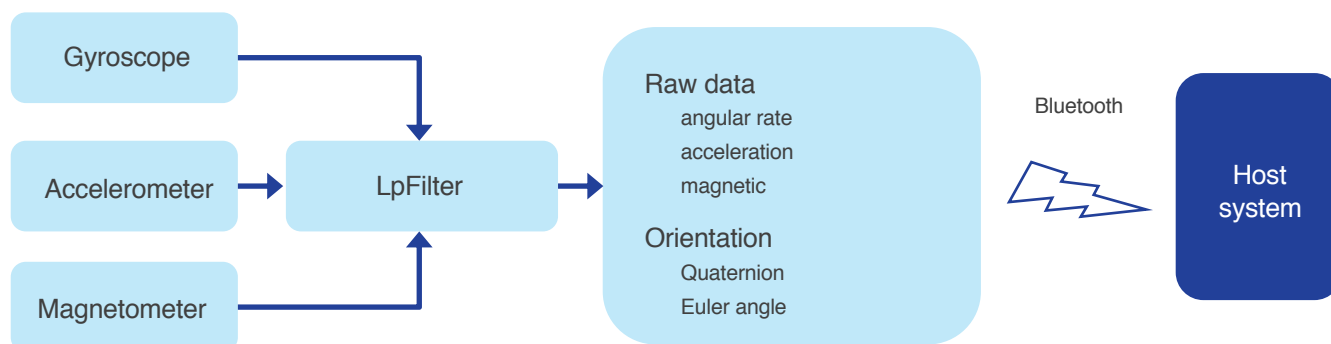 Gyroscope
Accelerometer
Magnetometer
LpFilter
Raw data
angular rate
acceleration
magnetic
Orientation
Quaternion
Euler angle
Bluetooth
Host
system